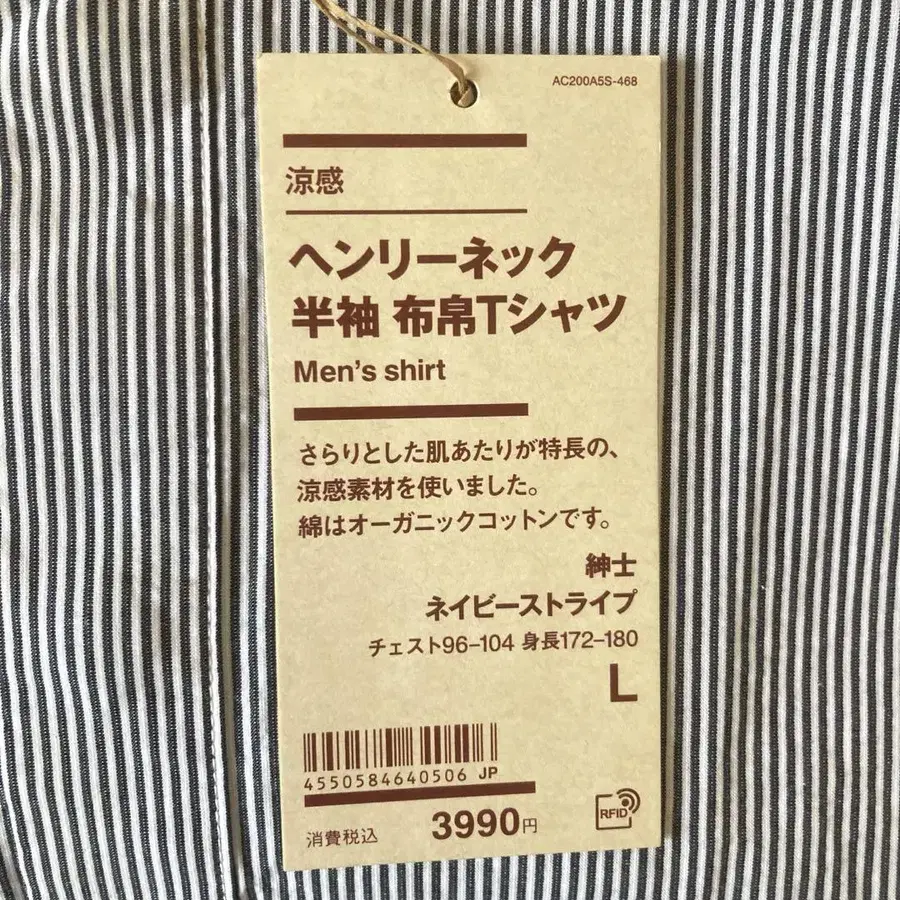 AC200A5S-468
涼感
ヘンリーネック
半袖 布帛Tシャツ
Men's shirt
さらりとした肌あたりが特長の、
涼感素材を使いました。
綿はオーガニックコットンです。
紳士
ネイビーストライプ
チェスト96-104 身長172-180
L
4550584640506 JP
消費税込 3990円
RFID